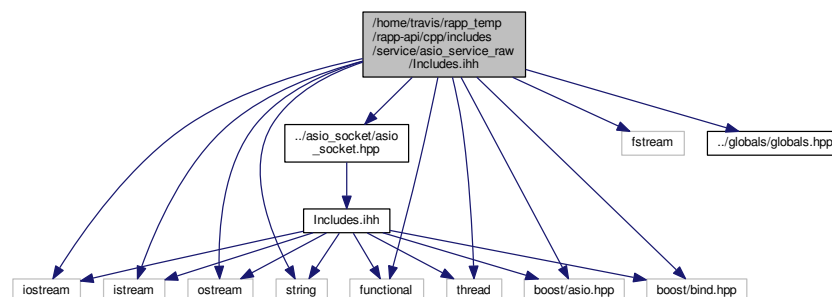 /home/travis/rapp_temp
/rapp-api/cpp/includes
/service/asio_service_raw
/Includes.ihh
../asio_socket/asio
_socket.hpp
fstream
../globals/globals.hpp
Includes.ihh
iostream
istream
ostream
string
functional
thread
boost/asio.hpp
boost/bind.hpp